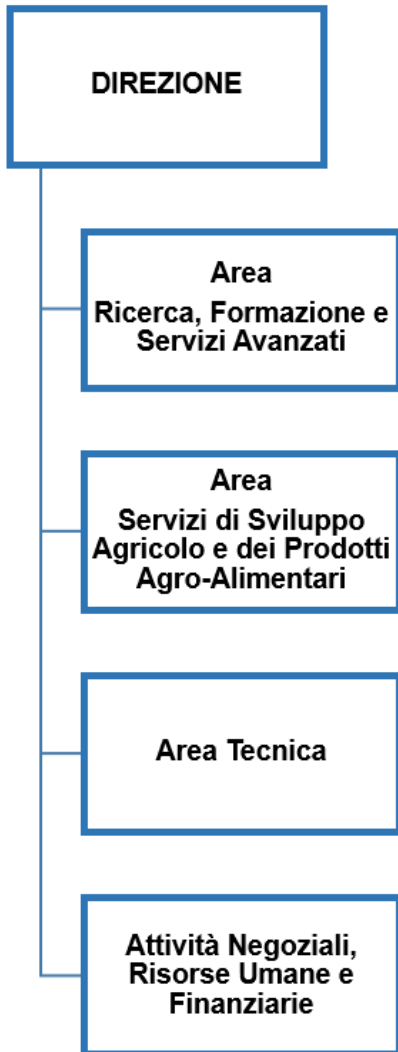 DIREZIONE
Area
Ricerca, Formazione e
Servizi Avanzati
Area
Servizi di Sviluppo
Agricolo e dei Prodotti
Agro-Alimentari
Area Tecnica
Attività Negoziali,
Risorse Umane e
Finanziarie